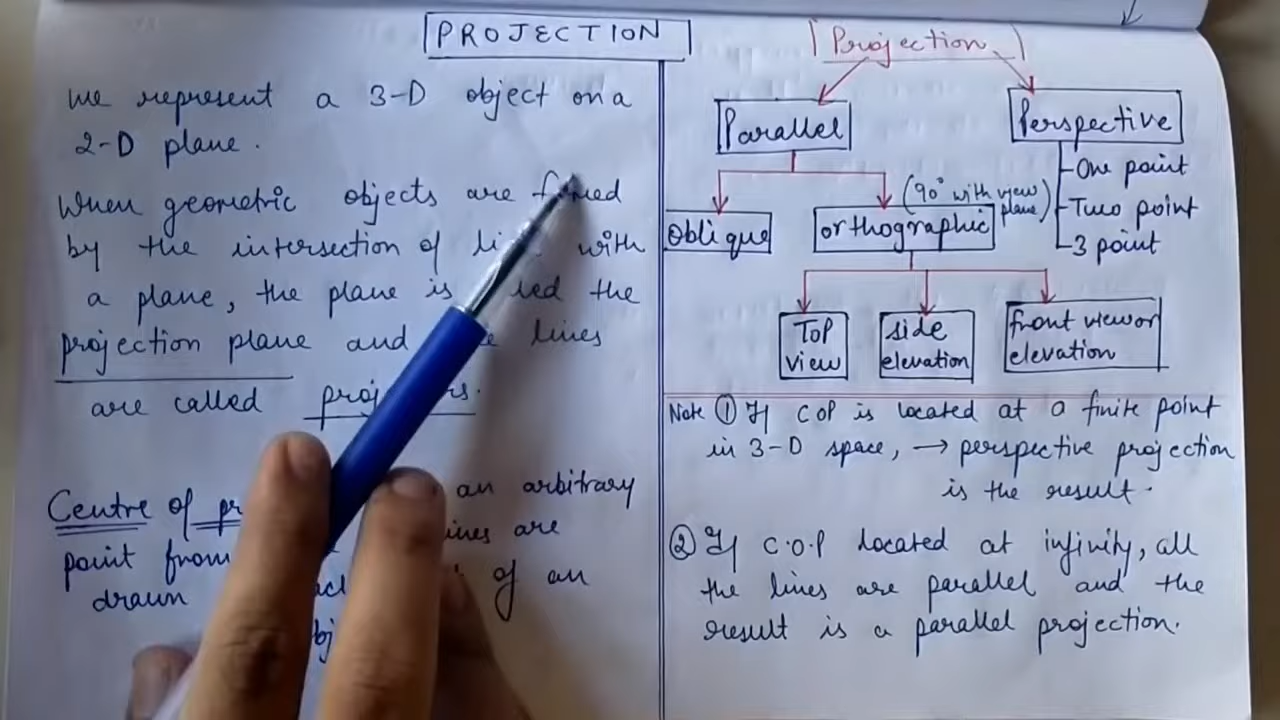 PROJECTION
We represent a 3-D object on a
2-D plane.
When geometric objects are
by the intersection of with
a plane, the plane is the
projection plane and lines
are called
Centre of an arbitrary
point from are
drawn of an
Projection
Parallel
Perspective
One point
Two point
3 point
(90° with view
plane)
oblique
orthographic
Top
view
side
elevation
front view or
elevation
Note ① If COP is located at a finite point
in 3-D space, → perspective projection
is the result.
② If C.O.P located at infinity, all
the lines are parallel and the
result is a parallel projection.